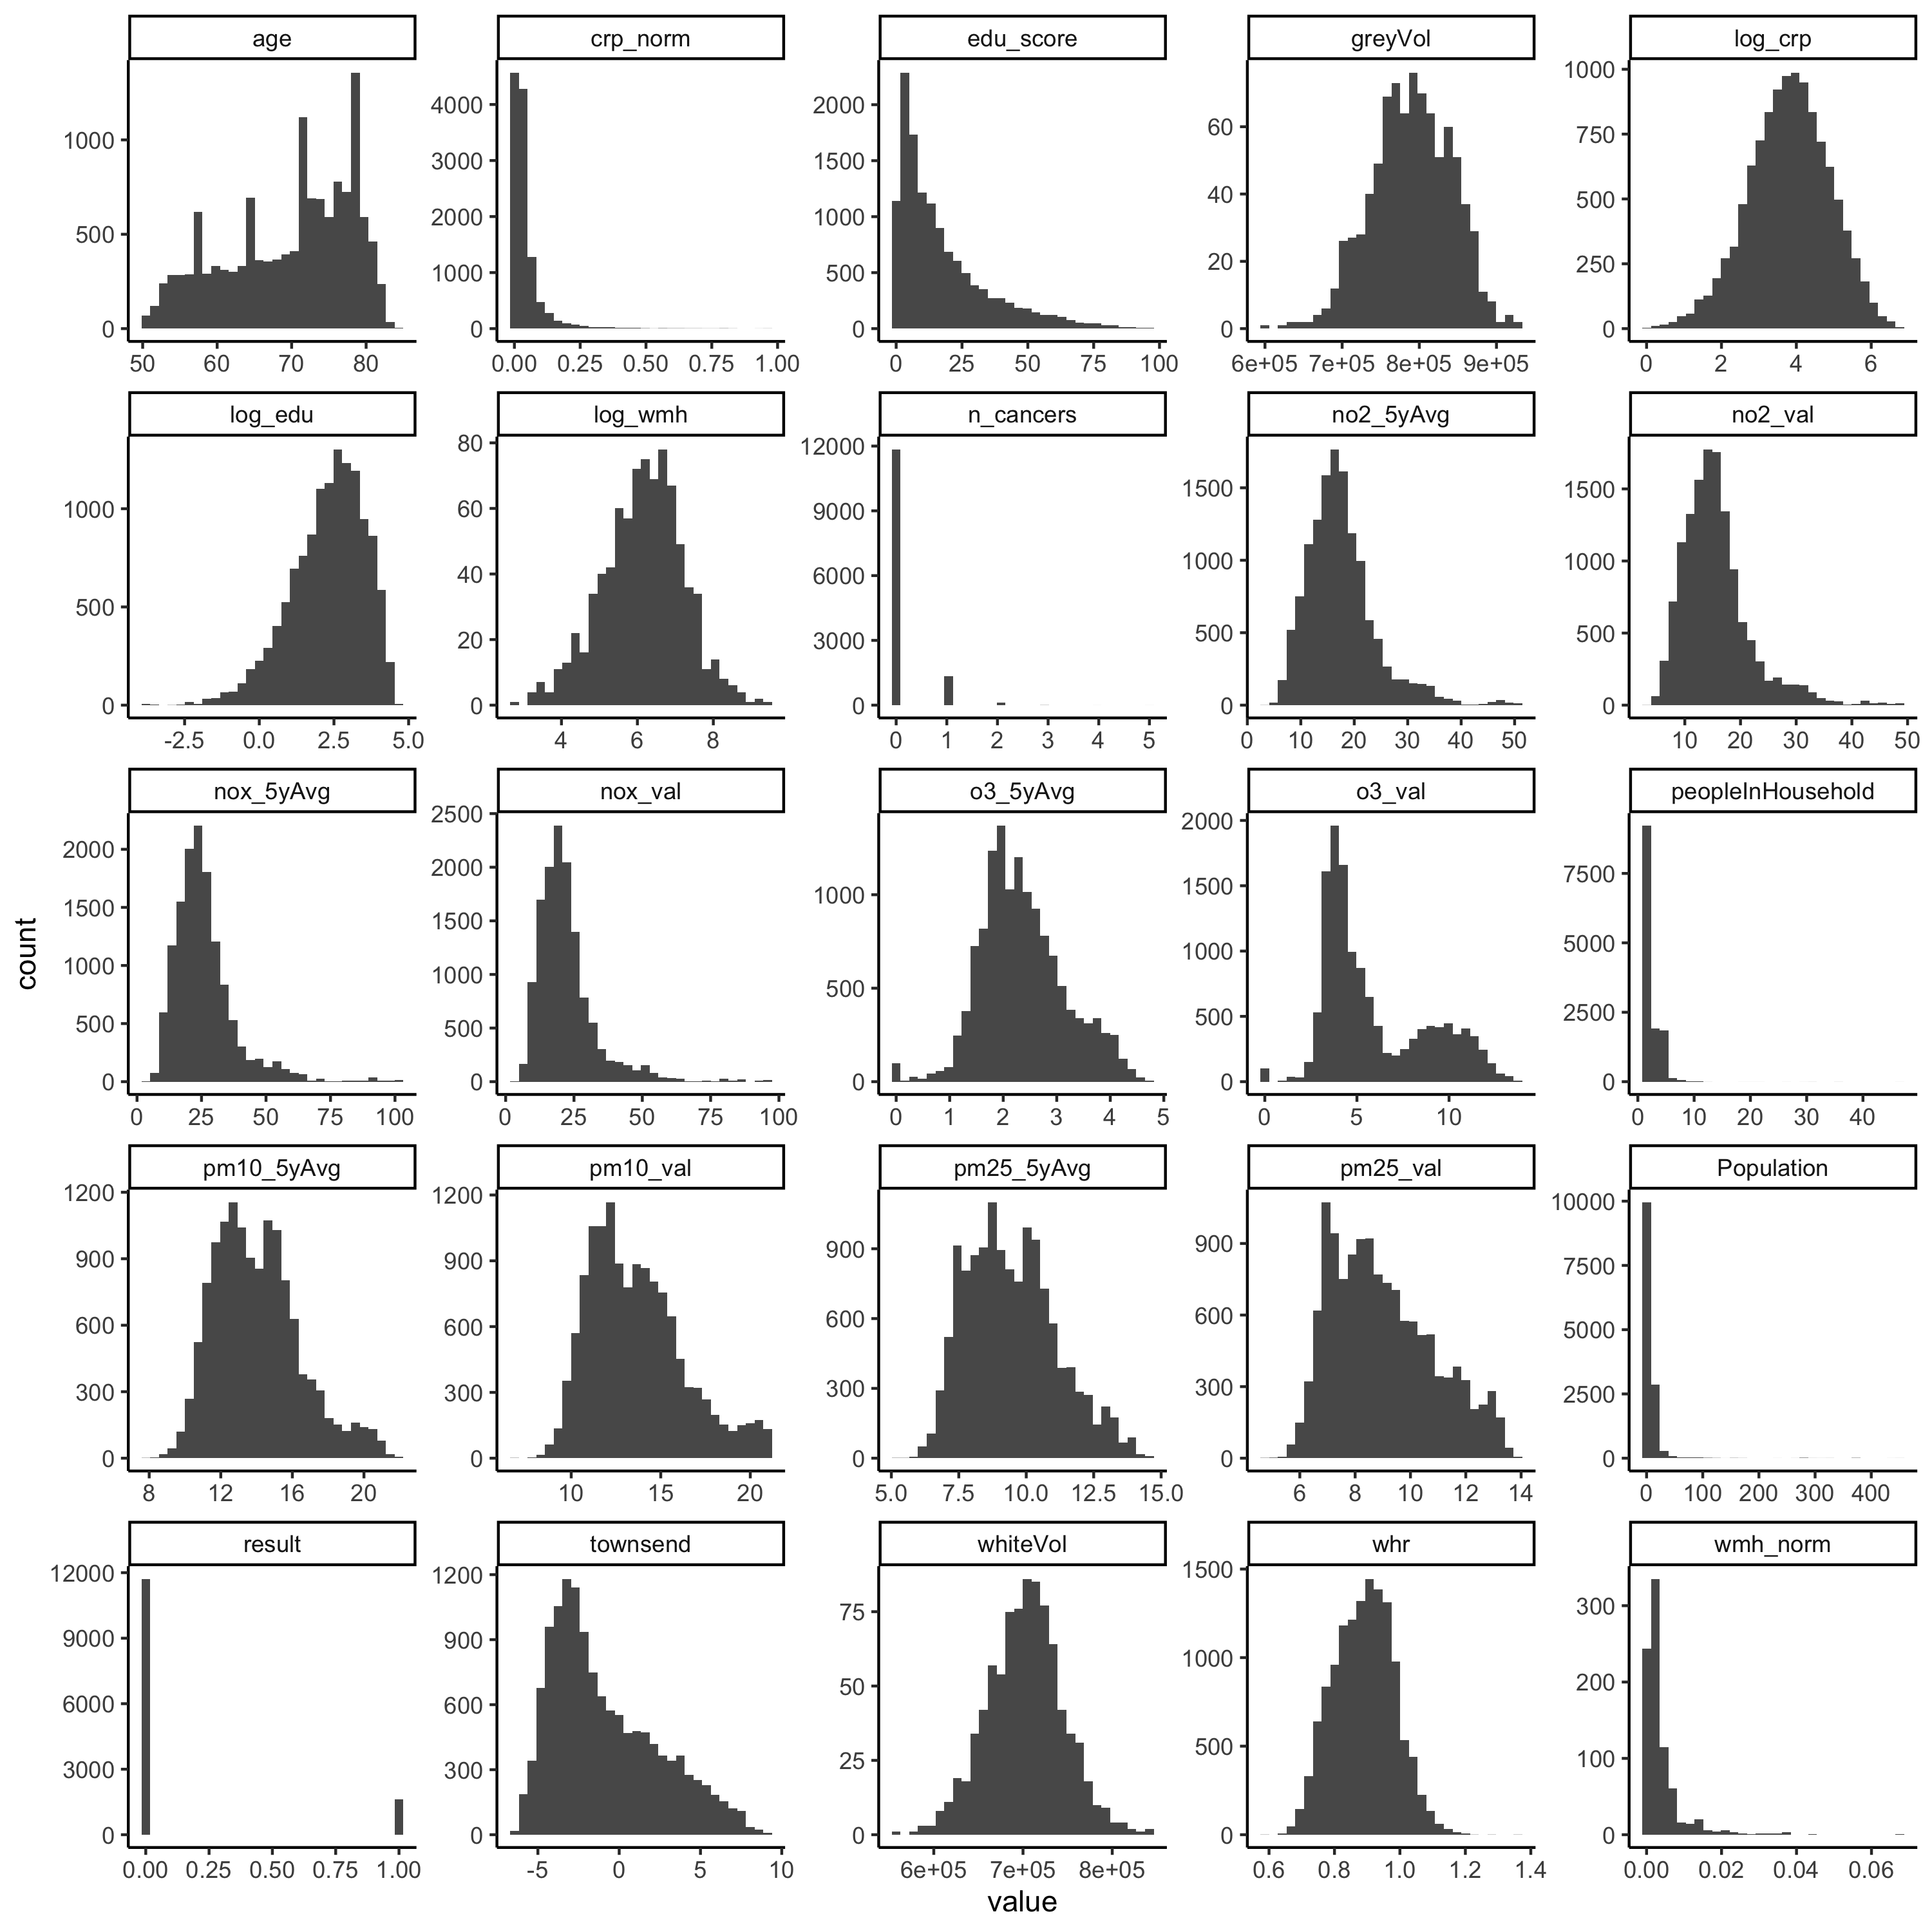 age crp_norm edu_score greyVol log_crp
1000 500 0
4000 3000 2000 1000 0
2000 1500 1000 500 0
60 40 20 0
1000 750 500 250 0
50 60 70 80
0.00 0.25 0.50 0.75 1.00
0 25 50 75 100
6e+05 7e+05 8e+05 9e+05
0 2 4 6
log_edu log_wmh n_cancers no2_5yAvg no2_val
1000 500 0
80 60 40 20 0
12000 9000 6000 3000 0
1500 1000 500 0
1500 1000 500 0
-2.5 0.0 2.5 5.0
4 6 8
0 1 2 3 4 5
0 10 20 30 40 50
10 20 30 40 50
nox_5yAvg nox_val o3_5yAvg o3_val peopleInHousehold
2000 1500 1000 500 0
2500 2000 1500 1000 500 0
1000 500 0
2000 1500 1000 500 0
7500 5000 2500 0
count
0 25 50 75 100
0 25 50 75 100
0 1 2 3 4 5
0 5 10
0 10 20 30 40
pm10_5yAvg pm10_val pm25_5yAvg pm25_val Population
1200 900 600 300 0
1200 900 600 300 0
900 600 300 0
900 600 300 0
10000 7500 5000 2500 0
8 12 16 20
10 15 20
5.0 7.5 10.0 12.5 15.0
6 8 10 12 14
0 100 200 300 400
result townsend whiteVol whr wmh_norm
12000 9000 6000 3000 0
1200 900 600 300 0
75 50 25 0
1500 1000 500 0
300 200 100 0
0.00 0.25 0.50 0.75 1.00
-5 0 5 10
6e+05 7e+05 8e+05
0.6 0.8 1.0 1.2 1.4
0.00 0.02 0.04 0.06
value